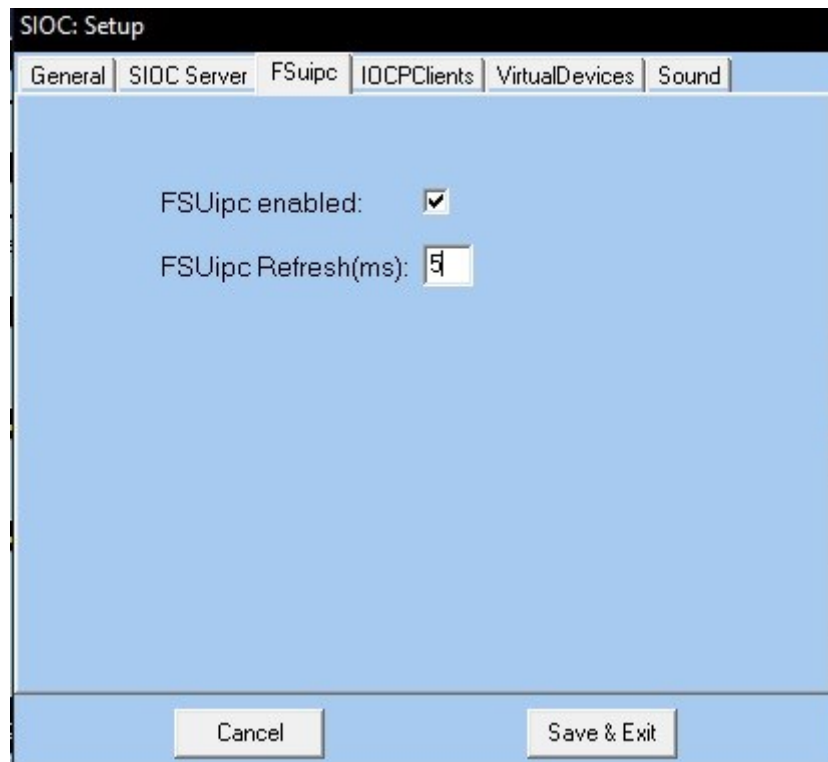 SIOC: Setup
General SIOC Server FSuipc IOCPClients VirtualDevices Sound
FSUipc enabled:
FSUipc Refresh(ms): 5
Cancel Save & Exit